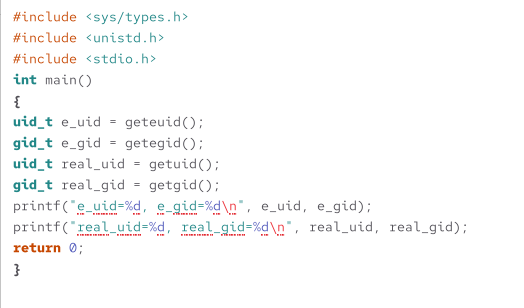 #include <sys/types.h>
#include <unistd.h>
#include <stdio.h>
int main()
{
uid_t e_uid = geteuid();
gid_t e_gid = getegid();
uid_t real_uid = getuid();
gid_t real_gid = getgid();
printf("e_uid=%d, e_gid=%d\n", e_uid, e_gid);
printf("real_uid=%d, real_gid=%d\n", real_uid, real_gid);
return 0;
}